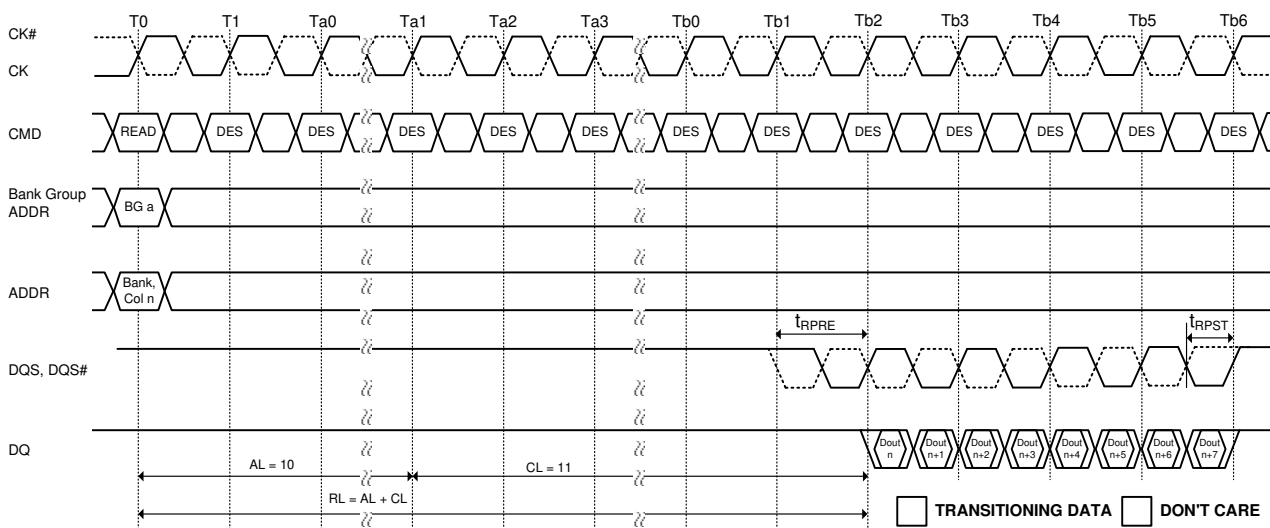 T0 T1 Ta0 Ta1 Ta2 Ta3 Tb0 Tb1 Tb2 Tb3 Tb4 Tb5 Tb6
CK#
CK
CMD READ DES DES DES DES DES DES DES DES DES DES DES DES
Bank Group
ADDR
BG a
ADDR
Bank,
Col n
tRPRE tRPST
DQS, DQS#
DQ
Dout n
Dout n+1
Dout n+2
Dout n+3
Dout n+4
Dout n+5
Dout n+6
Dout n+7
AL = 10 CL = 11
RL = AL + CL
TRANSITIONING DATA DON'T CARE